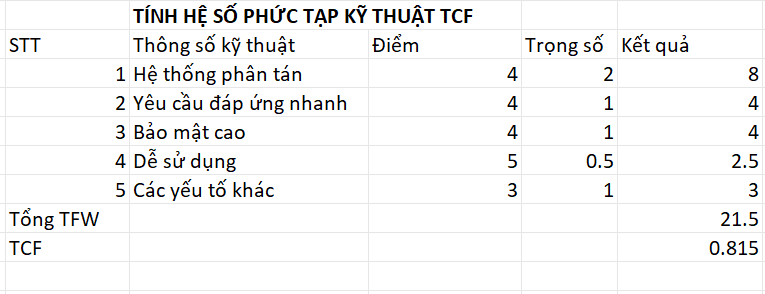 TÍNH HỆ SỐ PHỨC TẠP KỸ THUẬT TCF
STT Thông số kỹ thuật Điểm Trọng số Kết quả
1 Hệ thống phân tán 4 2 8
2 Yêu cầu đáp ứng nhanh 4 1 4
3 Bảo mật cao 4 1 4
4 Dễ sử dụng 5 0.5 2.5
5 Các yếu tố khác 3 1 3
Tổng TFW 21.5
TCF 0.815